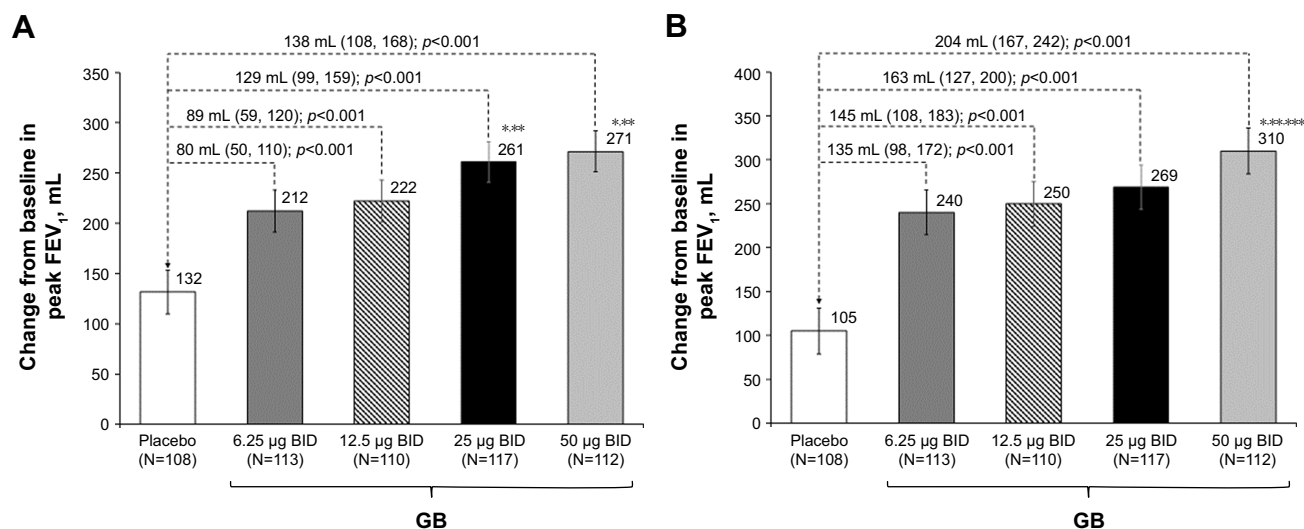 A
138 mL (108, 168); p<0.001
129 mL (99, 159); p<0.001
89 mL (59, 120); p<0.001
80 mL (50, 110); p<0.001
Change from baseline in
peak FEV₁, mL
350
300
250
200
150
100
50
0
132
212
222
*,**
261
*,**
271
Placebo
(N=108)
6.25 µg BID
(N=113)
12.5 µg BID
(N=110)
25 µg BID
(N=117)
50 µg BID
(N=112)
GB
B
204 mL (167, 242); p<0.001
163 mL (127, 200); p<0.001
145 mL (108, 183); p<0.001
135 mL (98, 172); p<0.001
Change from baseline in
peak FEV₁, mL
400
350
300
250
200
150
100
50
0
105
240
250
269
*,**,***
310
Placebo
(N=108)
6.25 µg BID
(N=113)
12.5 µg BID
(N=110)
25 µg BID
(N=117)
50 µg BID
(N=112)
GB